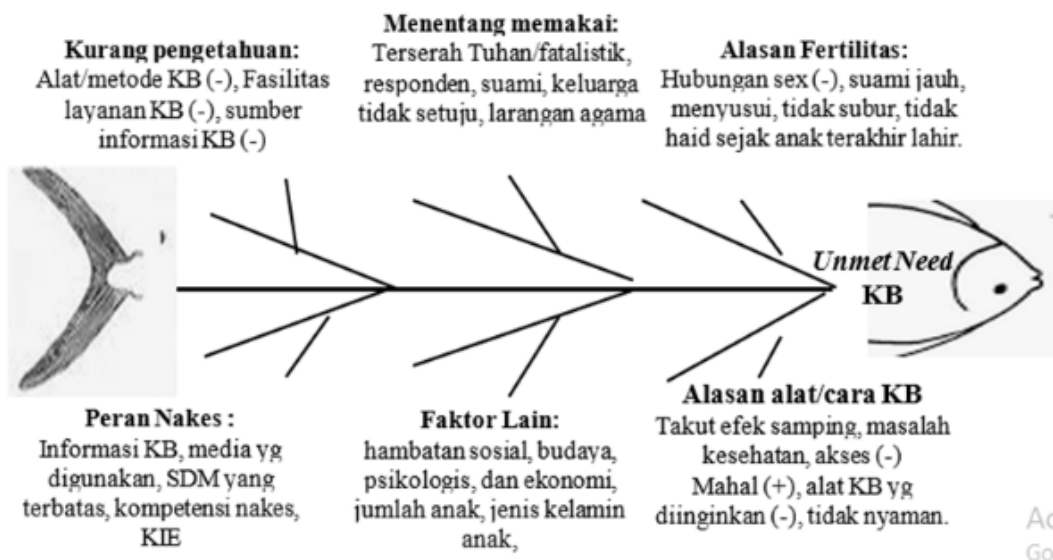 Kurang pengetahuan:
Alat/metode KB (-), Fasilitas
layanan KB (-), sumber
informasi KB (-)
Menentang memakai:
Terserah Tuhan/fatalistik,
responden, suami, keluarga
tidak setuju, larangan agama
Alasan Fertilitas:
Hubungan sex (-), suami jauh,
menyusui, tidak subur, tidak
haid sejak anak terakhir lahir.
Unmet Need
KB
Peran Nakes :
Informasi KB, media yg
digunakan, SDM yang
terbatas, kompetensi nakes,
KIE
Faktor Lain:
hambatan sosial, budaya,
psikologis, dan ekonomi,
jumlah anak, jenis kelamin
anak,
Alasan alat/cara KB
Takut efek samping, masalah
kesehatan, akses (-)
Mahal (+), alat KB yg
diinginkan (-), tidak nyaman.